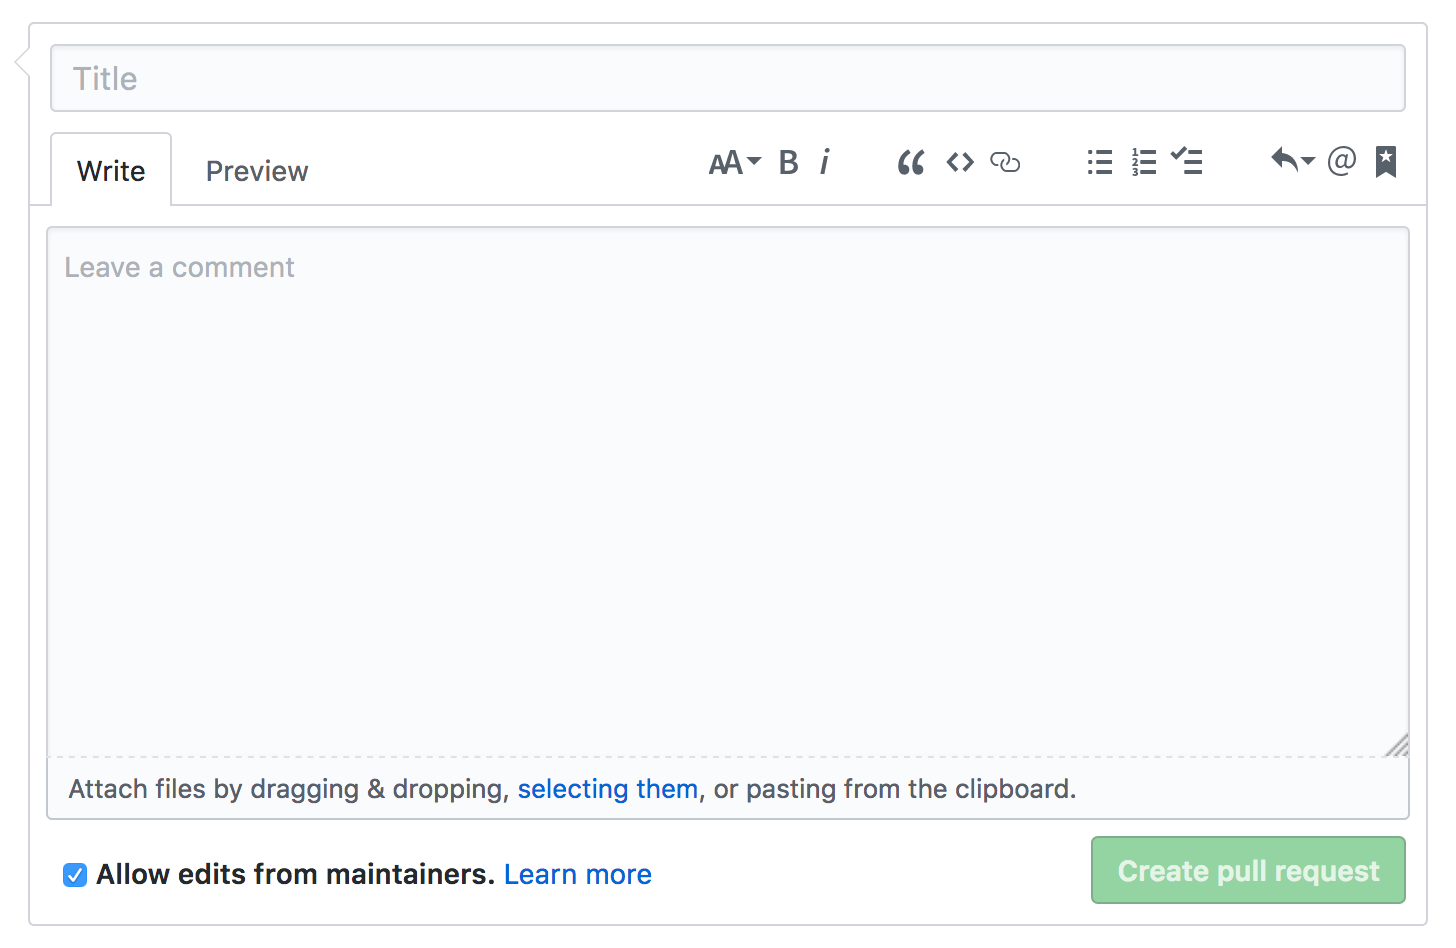 Title
Write Preview AA B i “ <> @
Leave a comment
Attach files by dragging & dropping, selecting them, or pasting from the clipboard.
Allow edits from maintainers. Learn more Create pull request